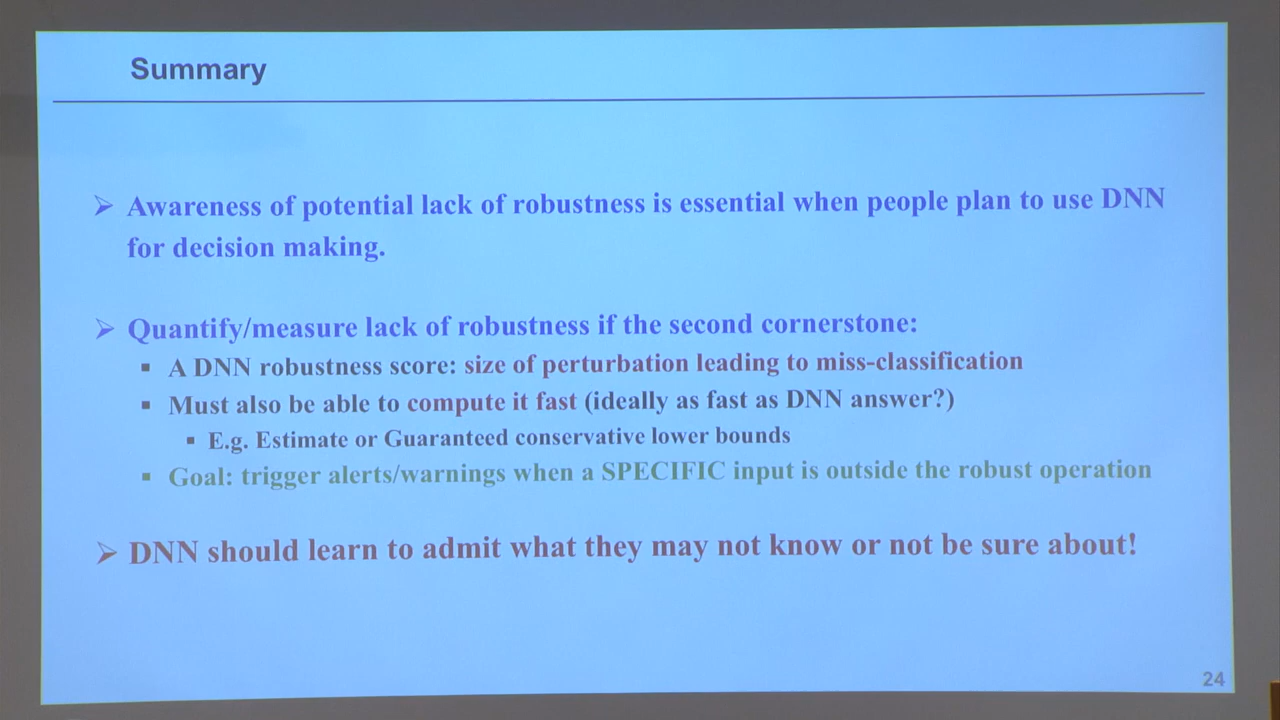 Summary
➢ Awareness of potential lack of robustness is essential when people plan to use DNN
for decision making.
➢ Quantify/measure lack of robustness if the second cornerstone:
▪ A DNN robustness score: size of perturbation leading to miss-classification
▪ Must also be able to compute it fast (ideally as fast as DNN answer?)
▪ E.g. Estimate or Guaranteed conservative lower bounds
▪ Goal: trigger alerts/warnings when a SPECIFIC input is outside the robust operation
➢ DNN should learn to admit what they may not know or not be sure about!
24